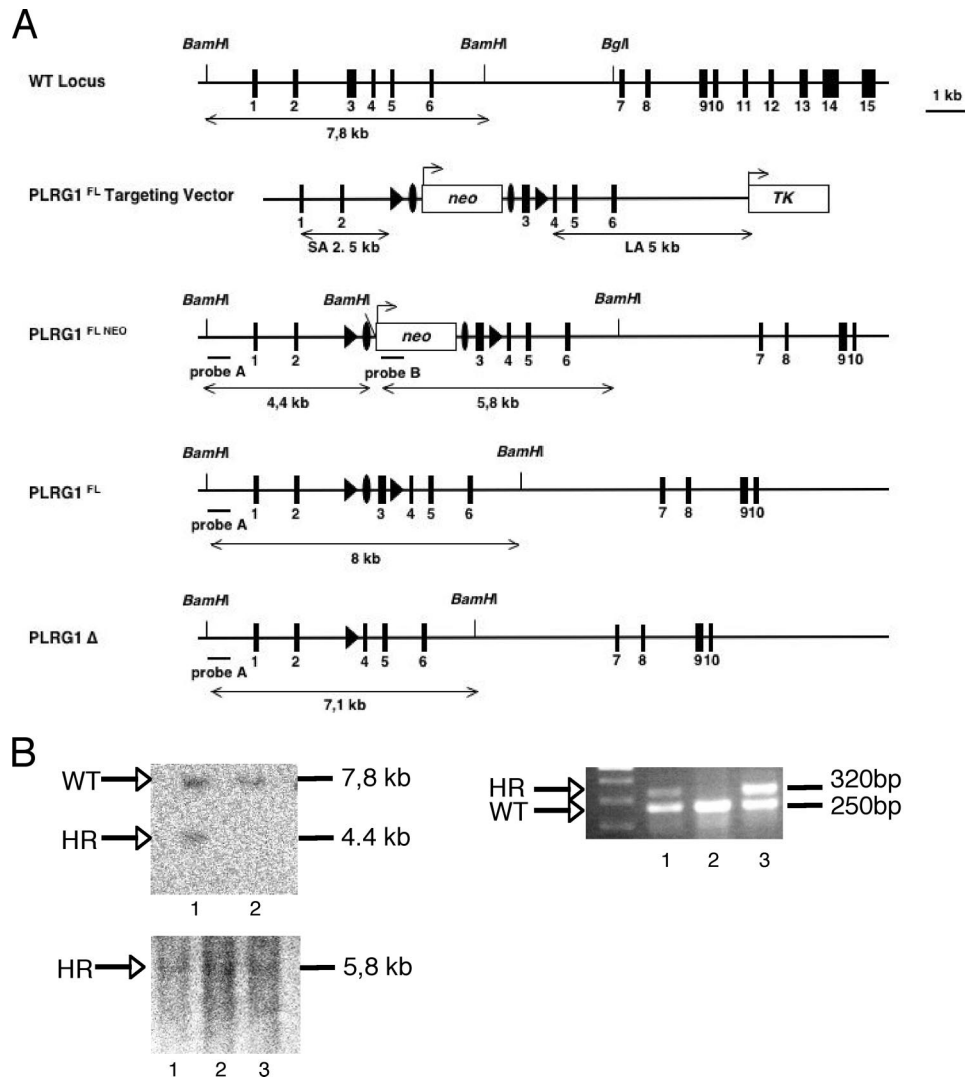 A
BamHI BamHI BglI
WT Locus
1 2 3 4 5 6 7 8 9 10 11 12 13 14 15
1 kb
7,8 kb
PLRG1 FL Targeting Vector
neo TK
1 2 3 4 5 6
SA 2. 5 kb LA 5 kb
BamHI BamHI BamHI
PLRG1 FL NEO
neo
1 2 3 4 5 6 7 8 9 10
probe A probe B
4,4 kb 5,8 kb
BamHI BamHI
PLRG1 FL
1 2 3 4 5 6 7 8 9 10
probe A
8 kb
BamHI BamHI
PLRG1 Δ
1 2 4 5 6 7 8 9 10
probe A
7,1 kb
B
WT 7,8 kb
HR 4.4 kb
1 2
HR 320bp
WT 250bp
1 2 3
HR 5,8 kb
1 2 3